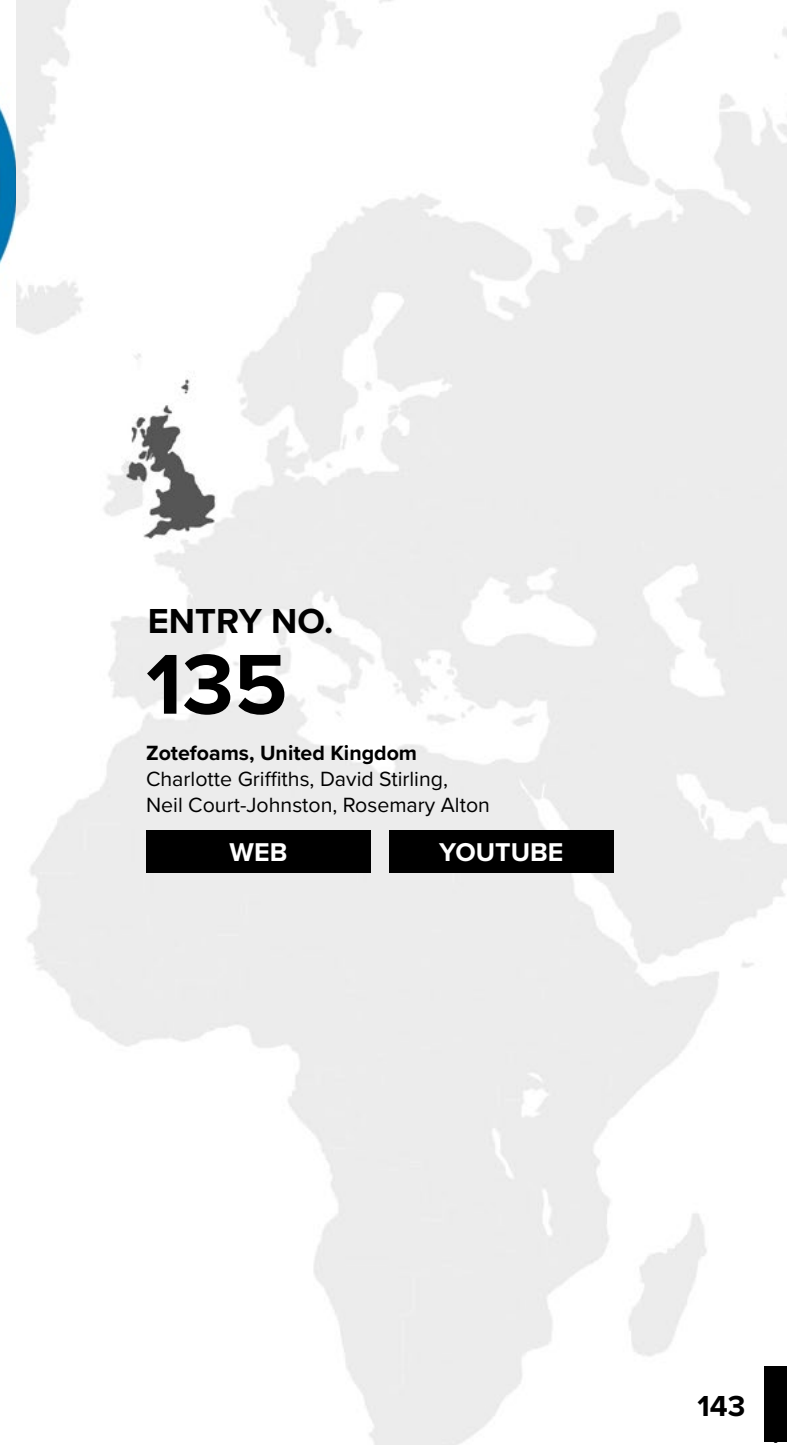 ENTRY NO.
135
Zotefoams, United Kingdom
Charlotte Griffiths, David Stirling,
Neil Court-Johnston, Rosemary Alton
WEB YOUTUBE
143